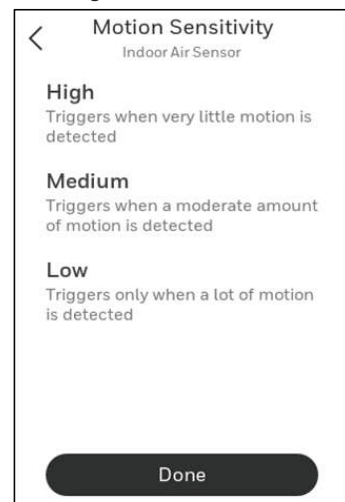 Motion Sensitivity
Indoor Air Sensor
High
Triggers when very little motion is
detected
Medium
Triggers when a moderate amount
of motion is detected
Low
Triggers only when a lot of motion
is detected
Done